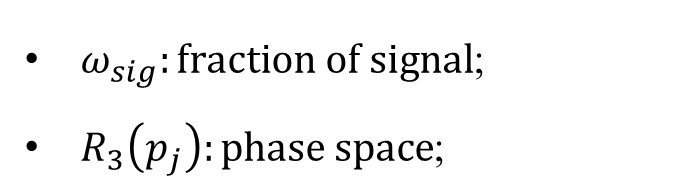 • ω_sig: fraction of signal;
• R_3(p_j): phase space;